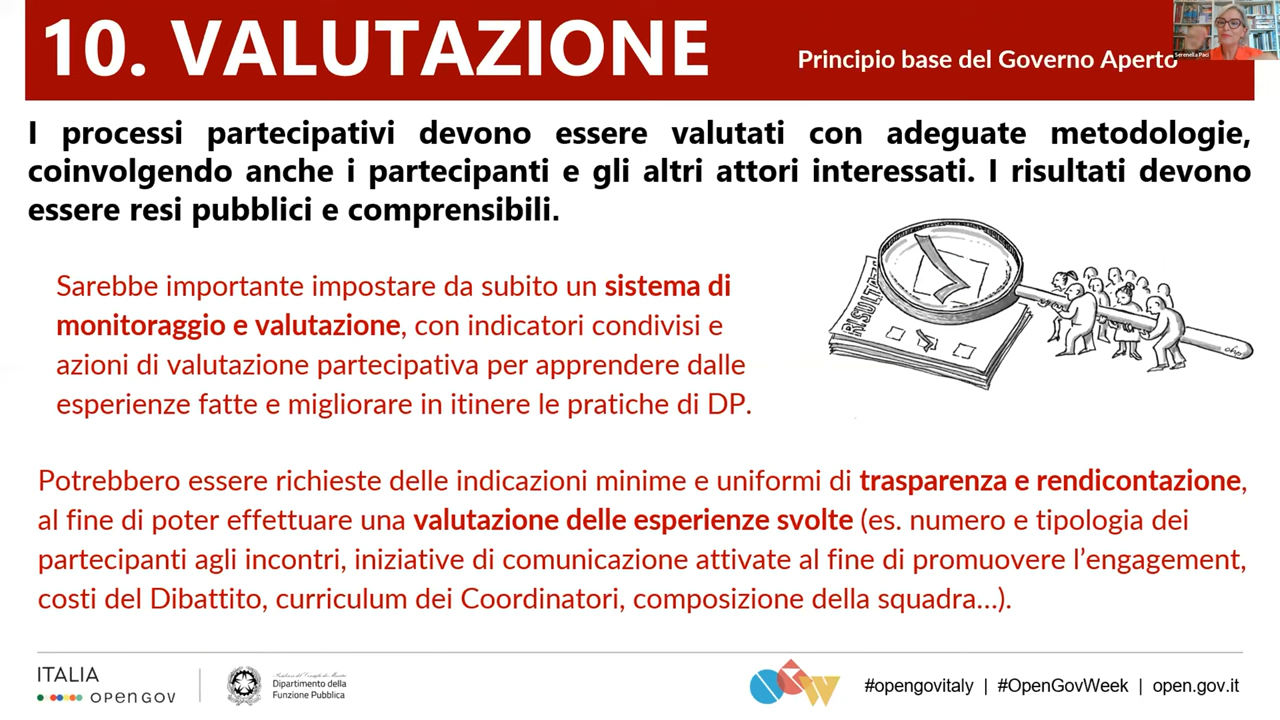 10. VALUTAZIONE
Principio base del Governo Aperto
Serenella Paci
I processi partecipativi devono essere valutati con adeguate metodologie,
coinvolgendo anche i partecipanti e gli altri attori interessati. I risultati devono
essere resi pubblici e comprensibili.
RISULTATI
Sarebbe importante impostare da subito un sistema di
monitoraggio e valutazione, con indicatori condivisi e
azioni di valutazione partecipativa per apprendere dalle
esperienze fatte e migliorare in itinere le pratiche di DP.
Potrebbero essere richieste delle indicazioni minime e uniformi di trasparenza e rendicontazione,
al fine di poter effettuare una valutazione delle esperienze svolte (es. numero e tipologia dei
partecipanti agli incontri, iniziative di comunicazione attivate al fine di promuovere l’engagement,
costi del Dibattito, curriculum dei Coordinatori, composizione della squadra...).
ITALIA
opengov
Dipartimento della
Funzione Pubblica
#opengovitaly | #OpenGovWeek | open.gov.it